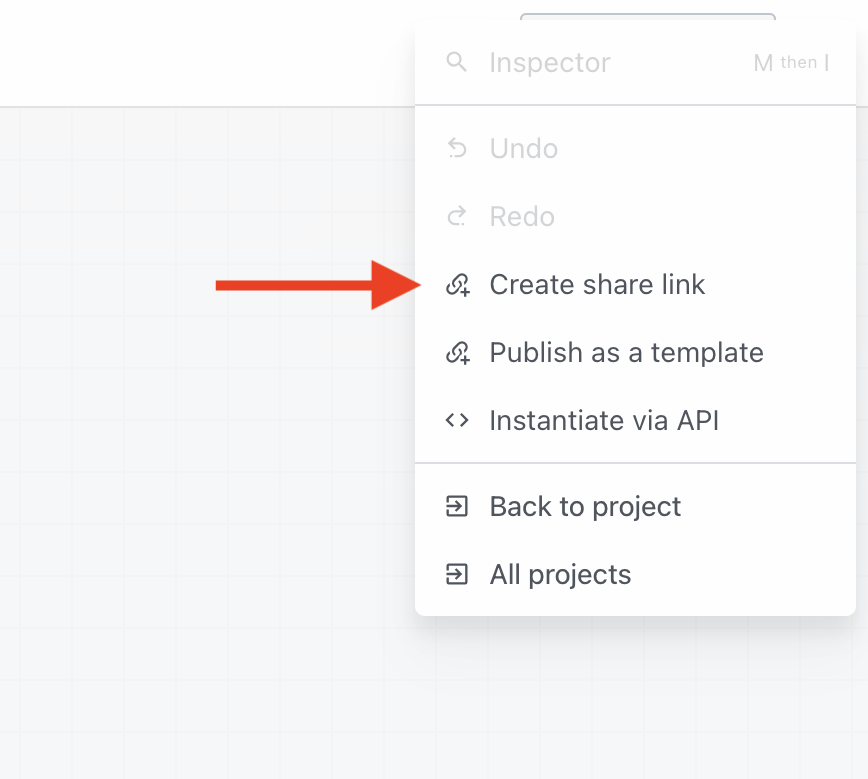 Inspector M then I
Undo
Redo
Create share link
Publish as a template
Instantiate via API
Back to project
All projects